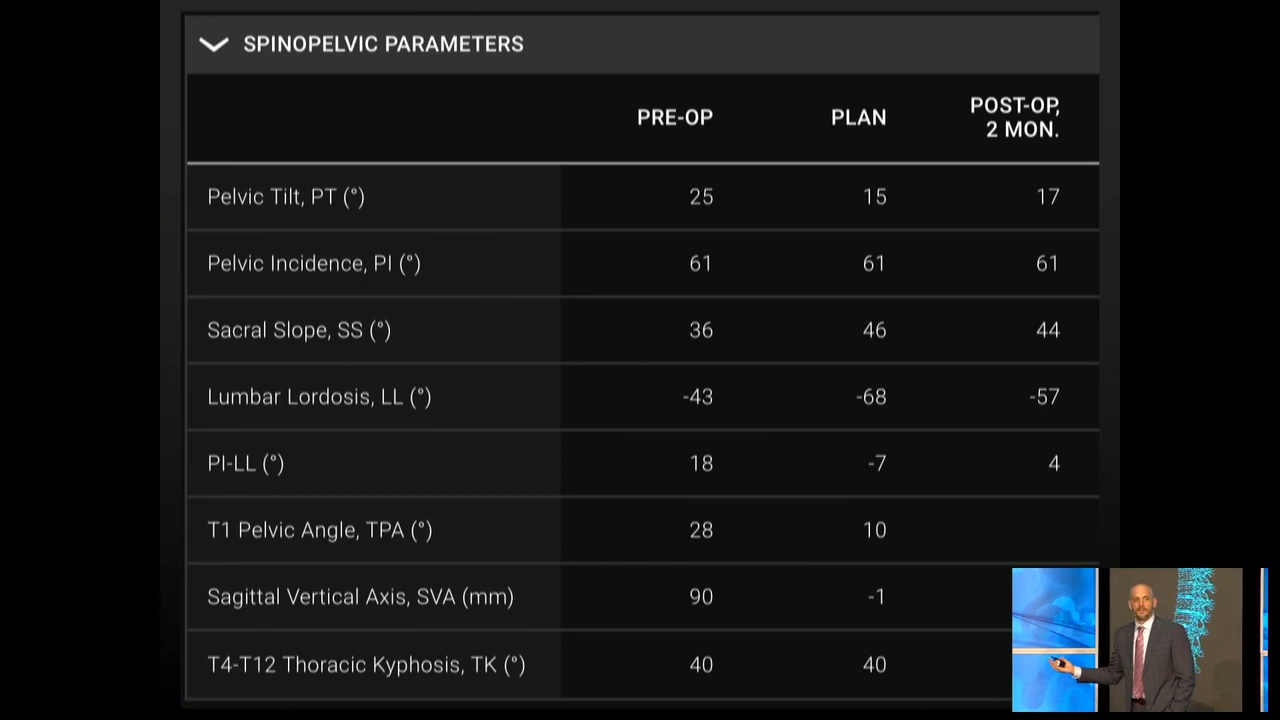 SPINOPELVIC PARAMETERS
PRE-OP PLAN POST-OP, 2 MON.
Pelvic Tilt, PT (°) 25 15 17
Pelvic Incidence, PI (°) 61 61 61
Sacral Slope, SS (°) 36 46 44
Lumbar Lordosis, LL (°) -43 -68 -57
PI-LL (°) 18 -7 4
T1 Pelvic Angle, TPA (°) 28 10
Sagittal Vertical Axis, SVA (mm) 90 -1
T4-T12 Thoracic Kyphosis, TK (°) 40 40